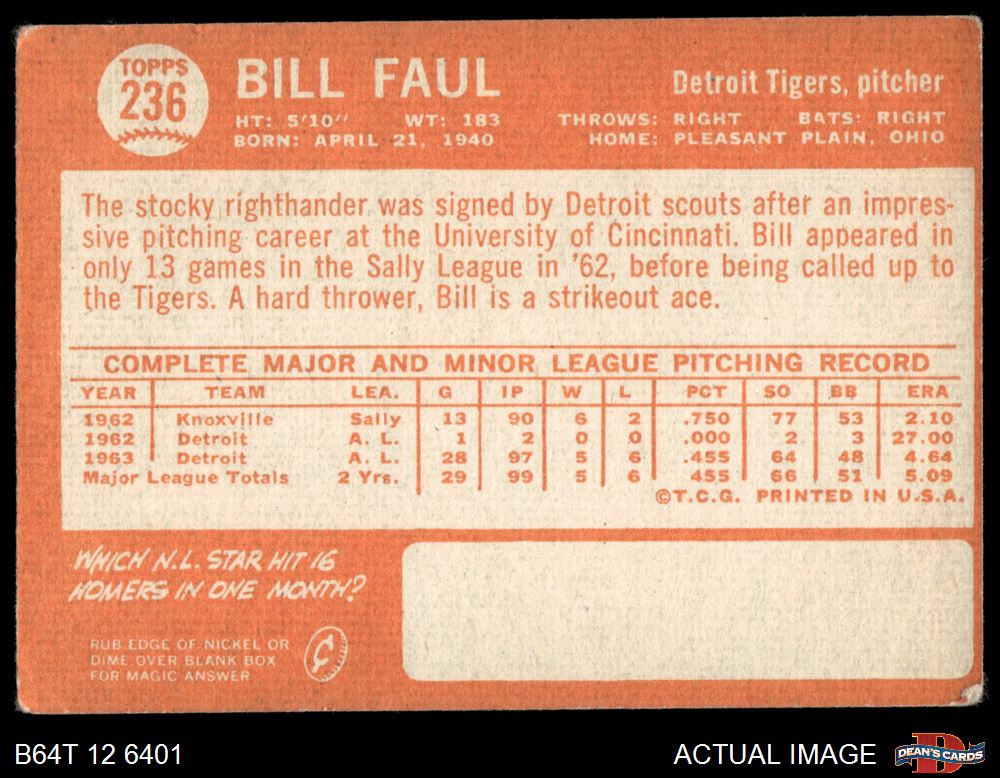 TOPPS
236
BILL FAUL
Detroit Tigers, pitcher
HT: 5'10" WT: 183
THROWS: RIGHT BATS: RIGHT
BORN: APRIL 21, 1940
HOME: PLEASANT PLAIN, OHIO
The stocky righthander was signed by Detroit scouts after an impres-
sive pitching career at the University of Cincinnati. Bill appeared in
only 13 games in the Sally League in '62, before being called up to
the Tigers. A hard thrower, Bill is a strikeout ace.
COMPLETE MAJOR AND MINOR LEAGUE PITCHING RECORD
YEAR TEAM LEA. G IP W L PCT SO BB ERA
1962 Knoxville Sally 13 90 6 2 .750 77 53 2.10
1962 Detroit A. L. 1 2 0 0 .000 2 3 27.00
1963 Detroit A. L. 28 97 5 6 .455 64 48 4.64
Major League Totals 2 Yrs. 29 99 5 6 455 66 51 5.09
©T.C.G. PRINTED IN U.S.A.
WHICH N.L. STAR HIT 16
HOMERS IN ONE MONTH?
RUB EDGE OF NICKEL OR
DIME OVER BLANK BOX
FOR MAGIC ANSWER
¢
B64T 12 6401
ACTUAL IMAGE
D
DEAN'S CARDS